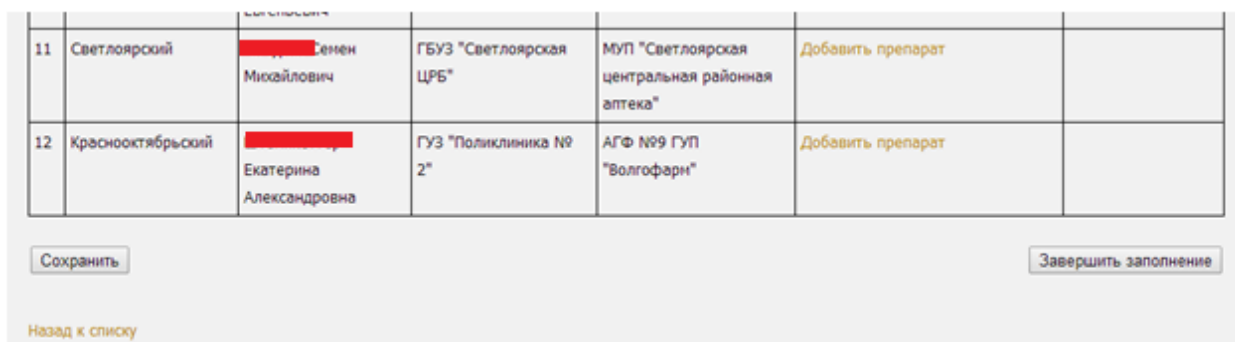 11 Светлоярский Семен ГБУЗ "Светлоярская МУП "Светлоярская Добавить препарат
Михайлович ЦРБ" центральная районная
аптека"
12 Краснооктябрьский ГУЗ "Поликлиника № АГФ №9 ГУП Добавить препарат
Екатерина 2" "Волгофарм"
Александровна
Сохранить Завершить заполнение
Назад к списку